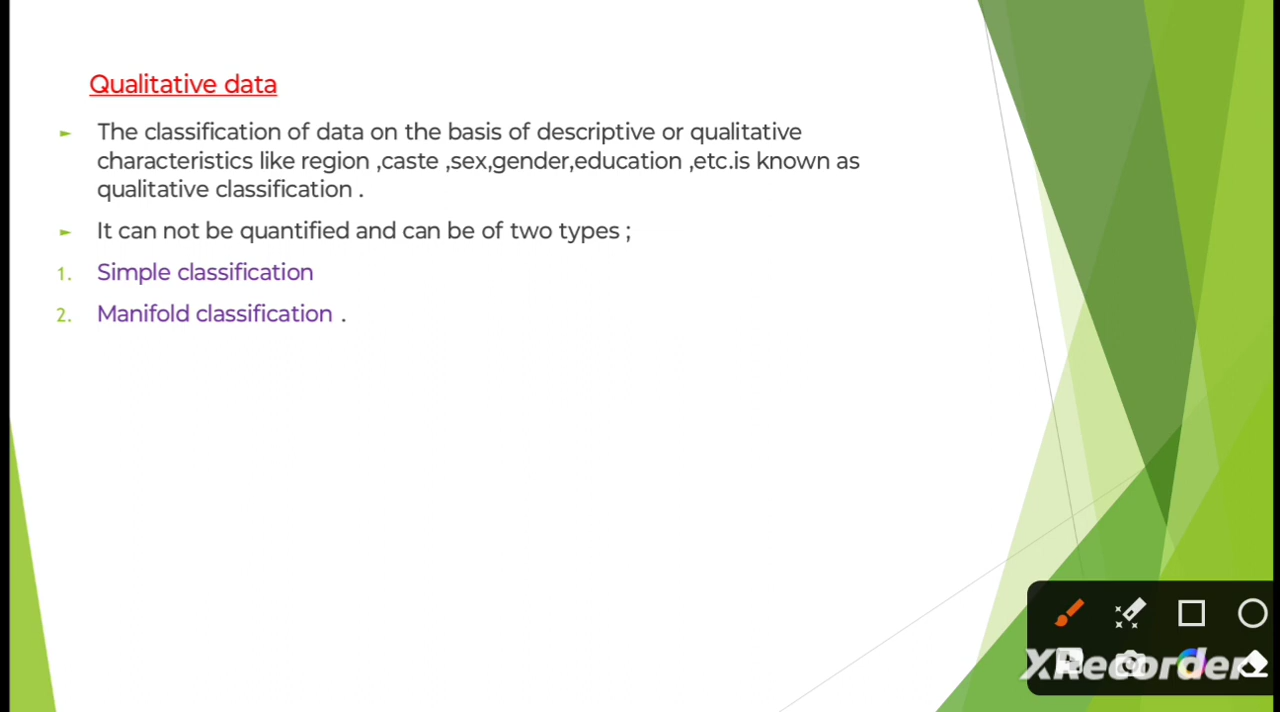 Qualitative data
► The classification of data on the basis of descriptive or qualitative
characteristics like region ,caste ,sex,gender,education ,etc.is known as
qualitative classification .
► It can not be quantified and can be of two types ;
1. Simple classification
2. Manifold classification .
XRecorder